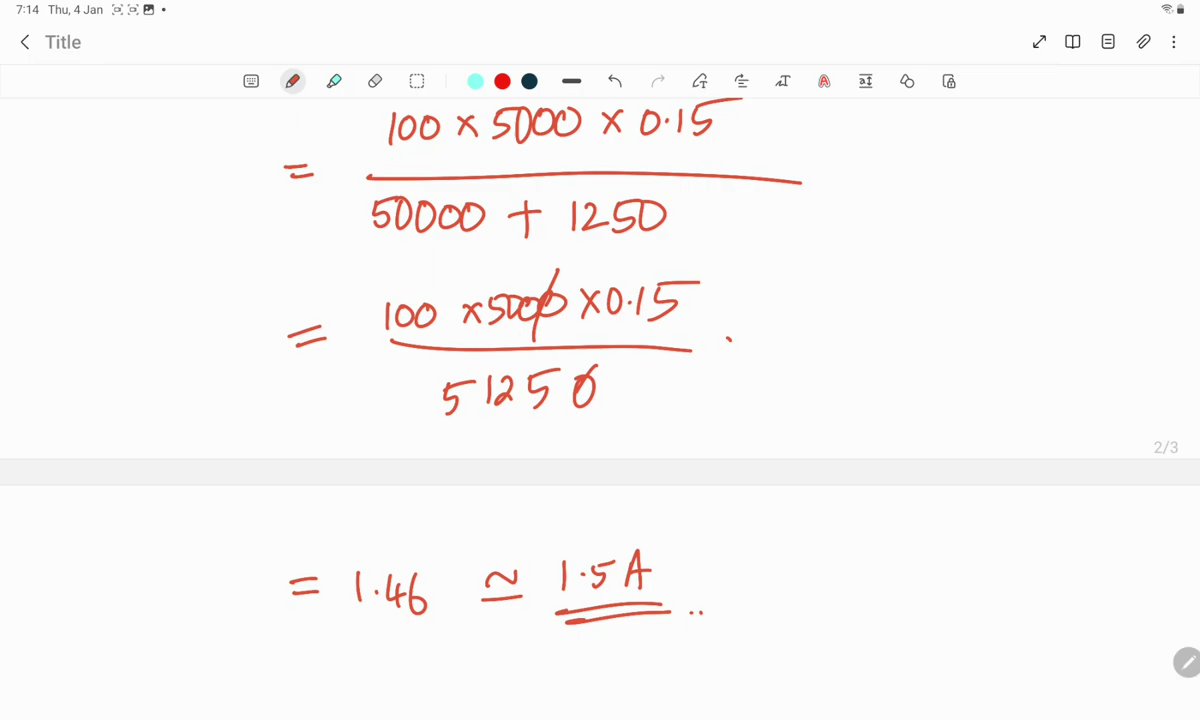 7:14 Thu, 4 Jan
Title
100 × 5000 × 0.15
=
50000 + 1250
100 × 5000 × 0.15
=
51250
2/3
= 1.46 ≃ 1.5 A